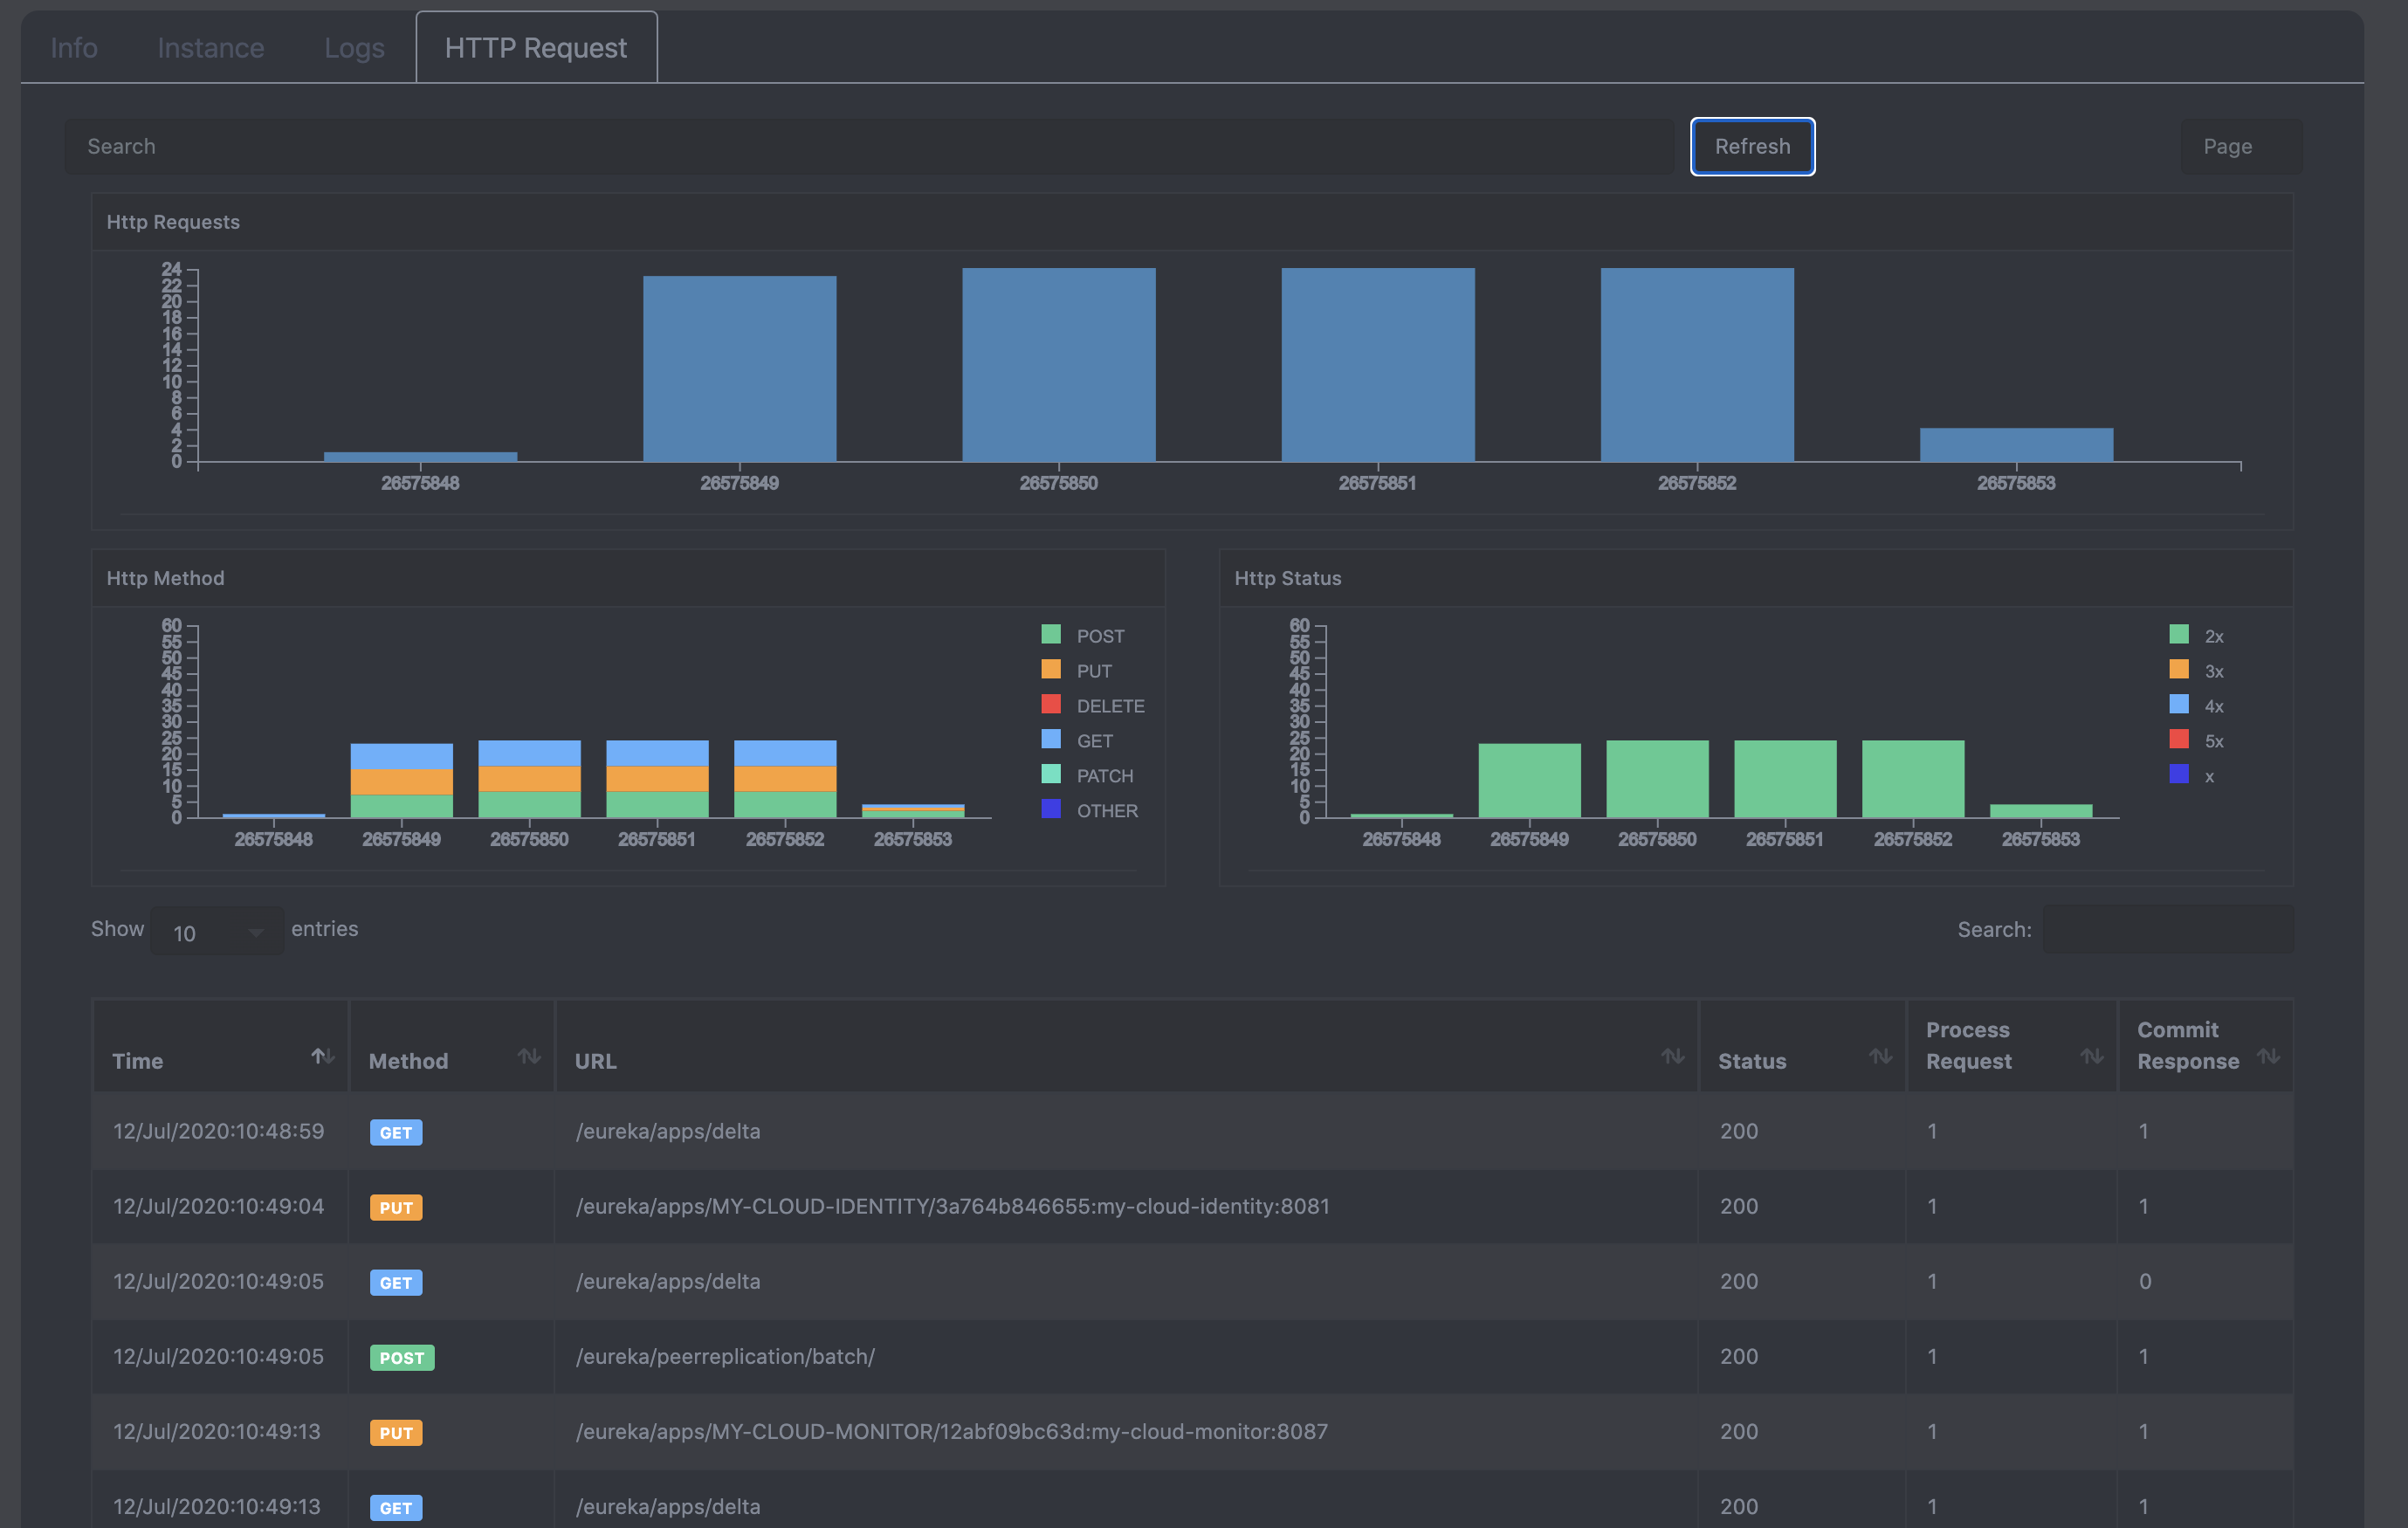 Info Instance Logs HTTP Request
Search Refresh Page
Http Requests
24
22
20
18
16
14
12
10
8
6
4
2
0
26575848 26575849 26575850 26575851 26575852 26575853
Http Method
60
55
50
45
40
35
30
25
20
15
10
5
0
26575848 26575849 26575850 26575851 26575852 26575853
POST
PUT
DELETE
GET
PATCH
OTHER
Http Status
60
55
50
45
40
35
30
25
20
15
10
5
0
26575848 26575849 26575850 26575851 26575852 26575853
2x
3x
4x
5x
x
Show 10 entries Search:
Time Method URL Status Process Request Commit Response
12/Jul/2020:10:48:59 GET /eureka/apps/delta 200 1 1
12/Jul/2020:10:49:04 PUT /eureka/apps/MY-CLOUD-IDENTITY/3a764b846655:my-cloud-identity:8081 200 1 1
12/Jul/2020:10:49:05 GET /eureka/apps/delta 200 1 0
12/Jul/2020:10:49:05 POST /eureka/peerreplication/batch/ 200 1 1
12/Jul/2020:10:49:13 PUT /eureka/apps/MY-CLOUD-MONITOR/12abf09bc63d:my-cloud-monitor:8087 200 1 1
12/Jul/2020:10:49:13 GET /eureka/apps/delta 200 1 1